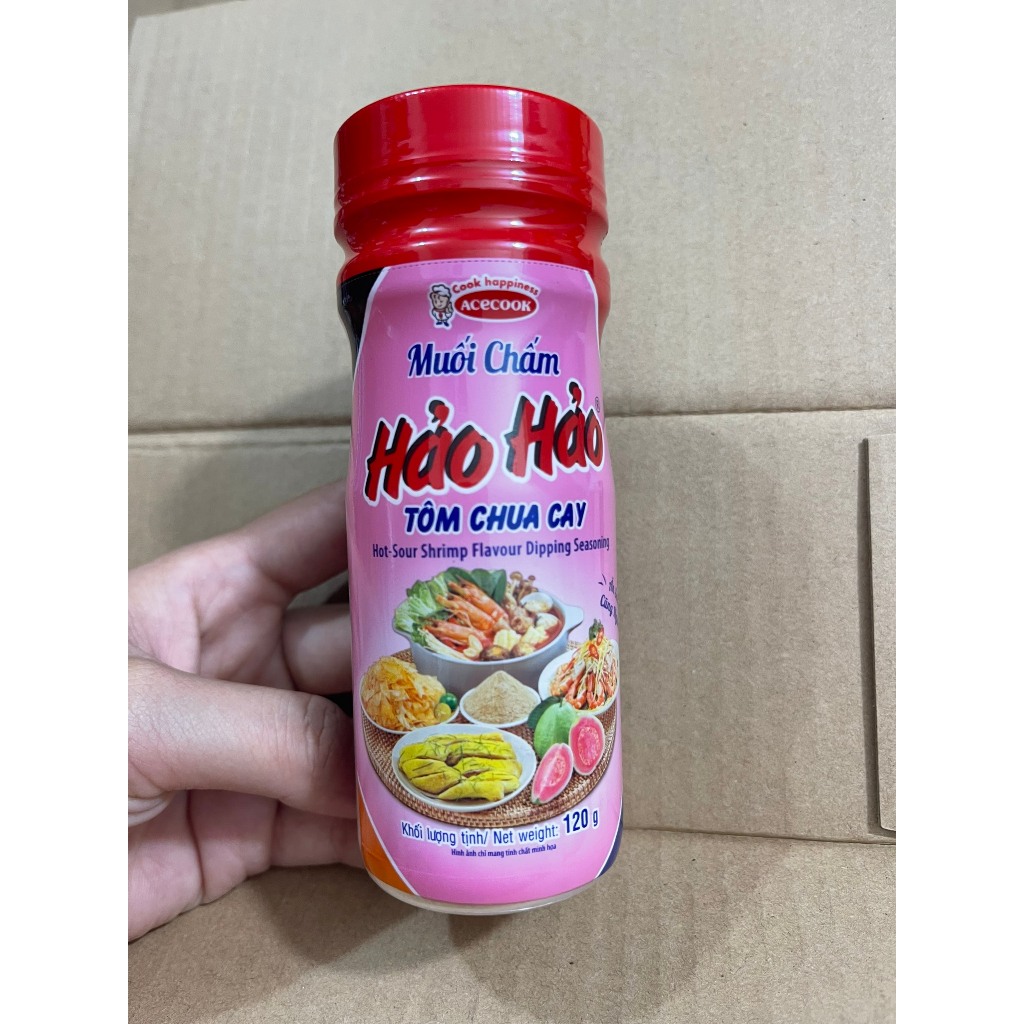 Cook happiness
ACECOOK
Muối Chấm
Hảo Hảo®
TÔM CHUA CAY
Hot-Sour Shrimp Flavour Dipping Seasoning
Khối lượng tịnh/ Net weight: 120 g
Hình ảnh chỉ mang tính chất minh họa